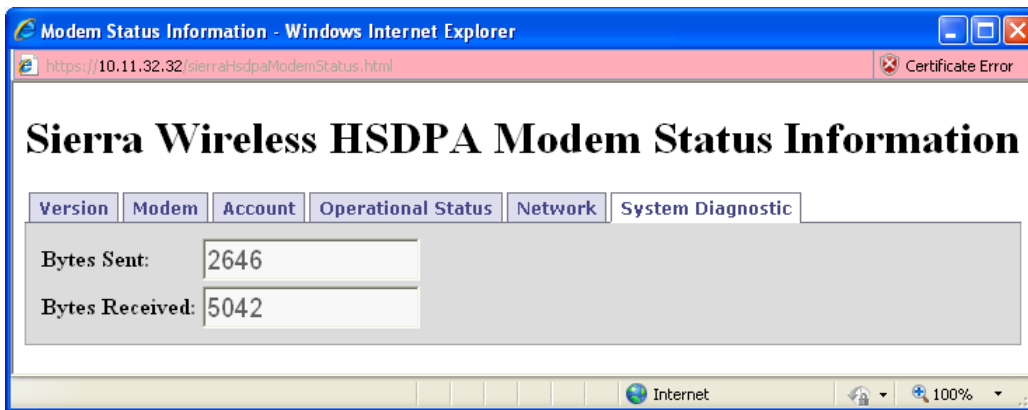 Modem Status Information - Windows Internet Explorer
https://10.11.32.32/sierraHsdpaModemStatus.html Certificate Error
Sierra Wireless HSDPA Modem Status Information
Version Modem Account Operational Status Network System Diagnostic
Bytes Sent: 2646
Bytes Received: 5042
Internet 100%